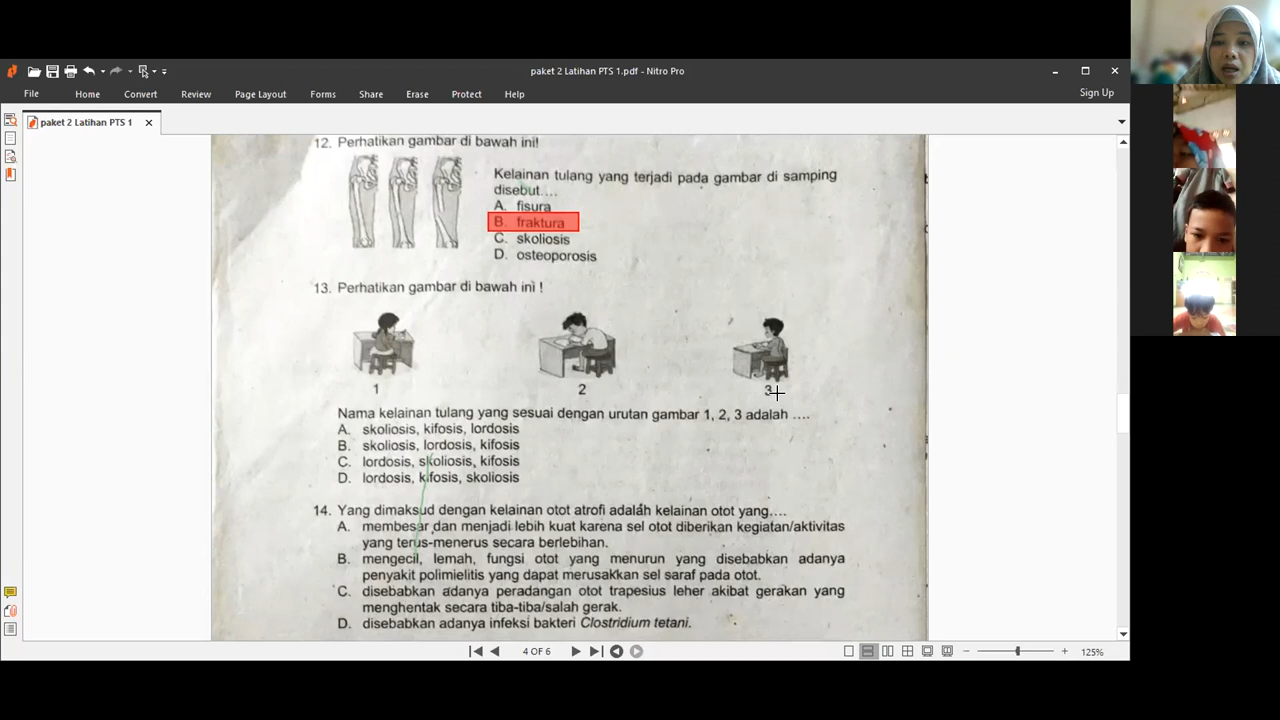 paket 2 Latihan PTS 1.pdf - Nitro Pro
File Home Convert Review Page Layout Forms Share Erase Protect Help
Sign Up
paket 2 Latihan PTS 1
12. Perhatikan gambar di bawah ini!
Kelainan tulang yang terjadi pada gambar di samping
disebut....
A. fisura
B. fraktura
C. skoliosis
D. osteoporosis
13. Perhatikan gambar di bawah ini !
1 2 3
Nama kelainan tulang yang sesuai dengan urutan gambar 1, 2, 3 adalah ....
A. skoliosis, kifosis, lordosis
B. skoliosis, lordosis, kifosis
C. lordosis, skoliosis, kifosis
D. lordosis, kifosis, skoliosis
14. Yang dimaksud dengan kelainan otot atrofi adalah kelainan otot yang....
A. membesar dan menjadi lebih kuat karena sel otot diberikan kegiatan/aktivitas
yang terus-menerus secara berlebihan.
B. mengecil, lemah, fungsi otot yang menurun yang disebabkan adanya
penyakit polimielitis yang dapat merusakkan sel saraf pada otot.
C. disebabkan adanya peradangan otot trapesius leher akibat gerakan yang
menghentak secara tiba-tiba/salah gerak.
D. disebabkan adanya infeksi bakteri Clostridium tetani.
4 OF 6
125%